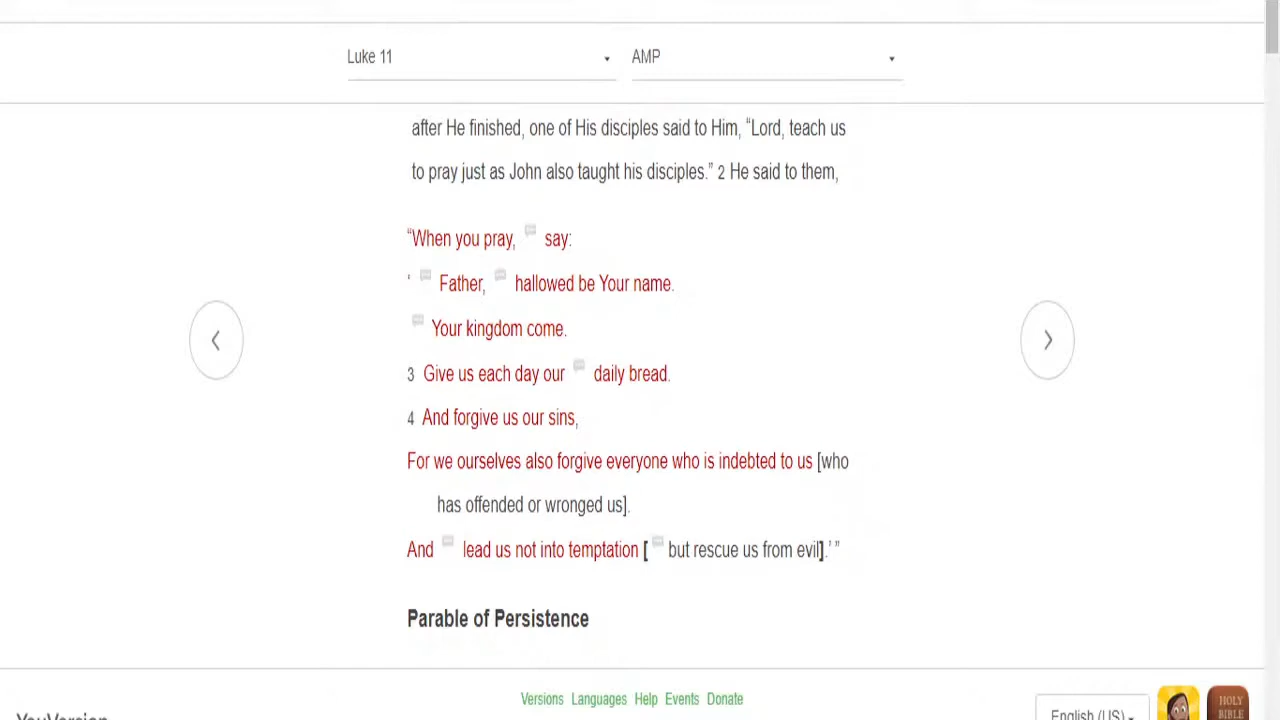 Luke 11 AMP
after He finished, one of His disciples said to Him, “Lord, teach us
to pray just as John also taught his disciples.” 2 He said to them,
“When you pray, say:
‘ Father, hallowed be Your name.
Your kingdom come.
3 Give us each day our daily bread.
4 And forgive us our sins,
For we ourselves also forgive everyone who is indebted to us [who
has offended or wronged us].
And lead us not into temptation [ but rescue us from evil].’ ”
Parable of Persistence
Versions Languages Help Events Donate
YouVersion English (US)
HOLY
BIBLE